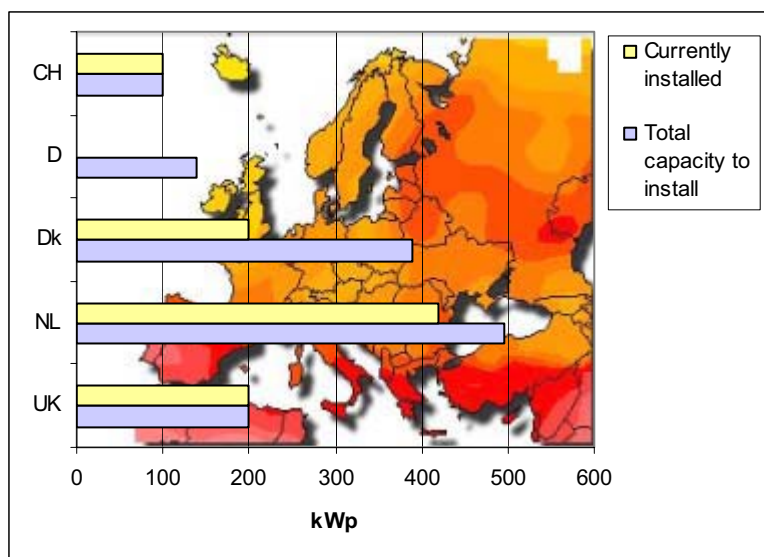 CH
D
Dk
NL
UK
0 100 200 300 400 500 600
kWp
Currently
installed
Total
capacity to
install